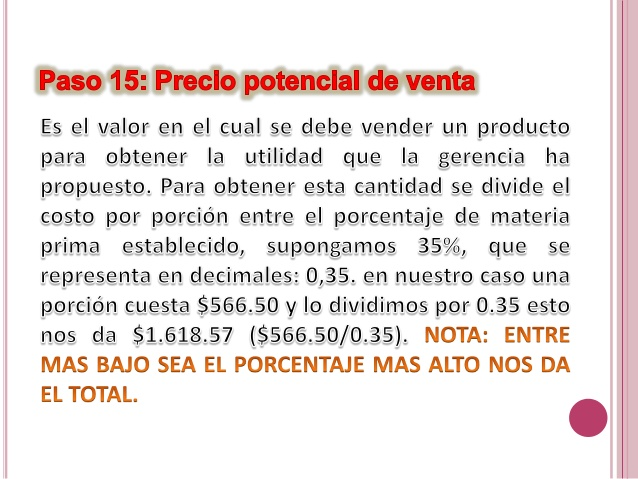 Paso 15: Precio potencial de venta
Es el valor en el cual se debe vender un producto
para obtener la utilidad que la gerencia ha
propuesto. Para obtener esta cantidad se divide el
costo por porción entre el porcentaje de materia
prima establecido, supongamos 35%, que se
representa en decimales: 0,35. en nuestro caso una
porción cuesta $566.50 y lo dividimos por 0.35 esto
nos da $1.618.57 ($566.50/0.35). NOTA: ENTRE
MAS BAJO SEA EL PORCENTAJE MAS ALTO NOS DA
EL TOTAL.